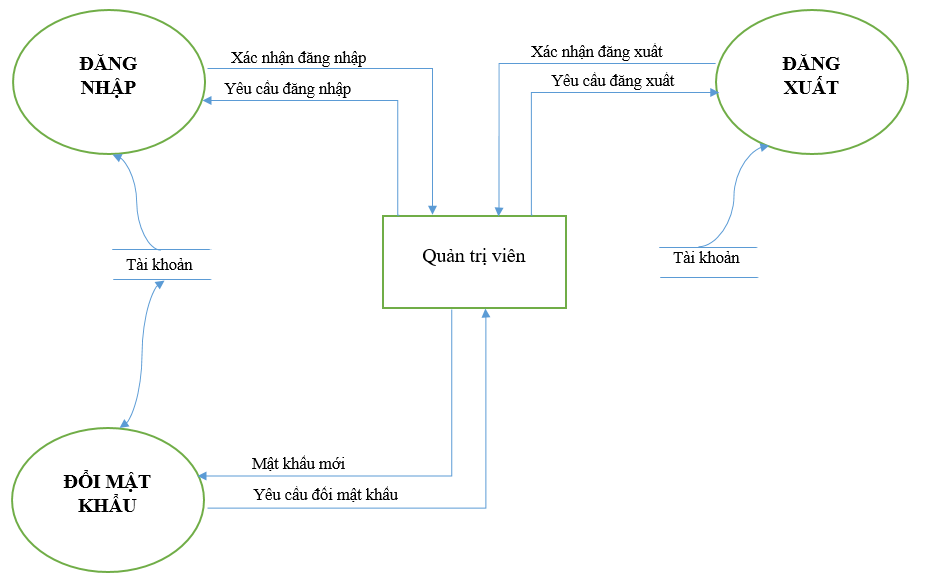 ĐĂNG
NHẬP
Xác nhận đăng nhập
Yêu cầu đăng nhập
Xác nhận đăng xuất
Yêu cầu đăng xuất
ĐĂNG
XUẤT
Tài khoản
Quản trị viên
Tài khoản
ĐỔI MẬT
KHẨU
Mật khẩu mới
Yêu cầu đổi mật khẩu